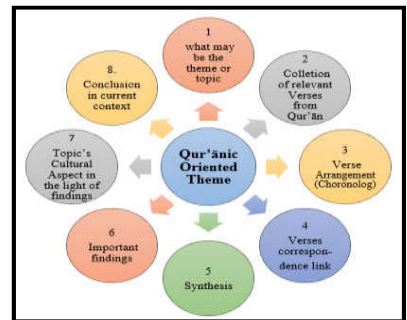 1
what may
be the
theme or
topic
2
Colletion
of relevant
Verses
from
Qur'ān
3
Verse
Arrangement
(Choronolog)
4
Verses
correspon-
dence link
5
Synthesis
6
Important
findings
7
Topic's
Cultural
Aspect in
the light of
findings
8.
Conclusion
in current
context
Qur'ānic
Oriented
Theme